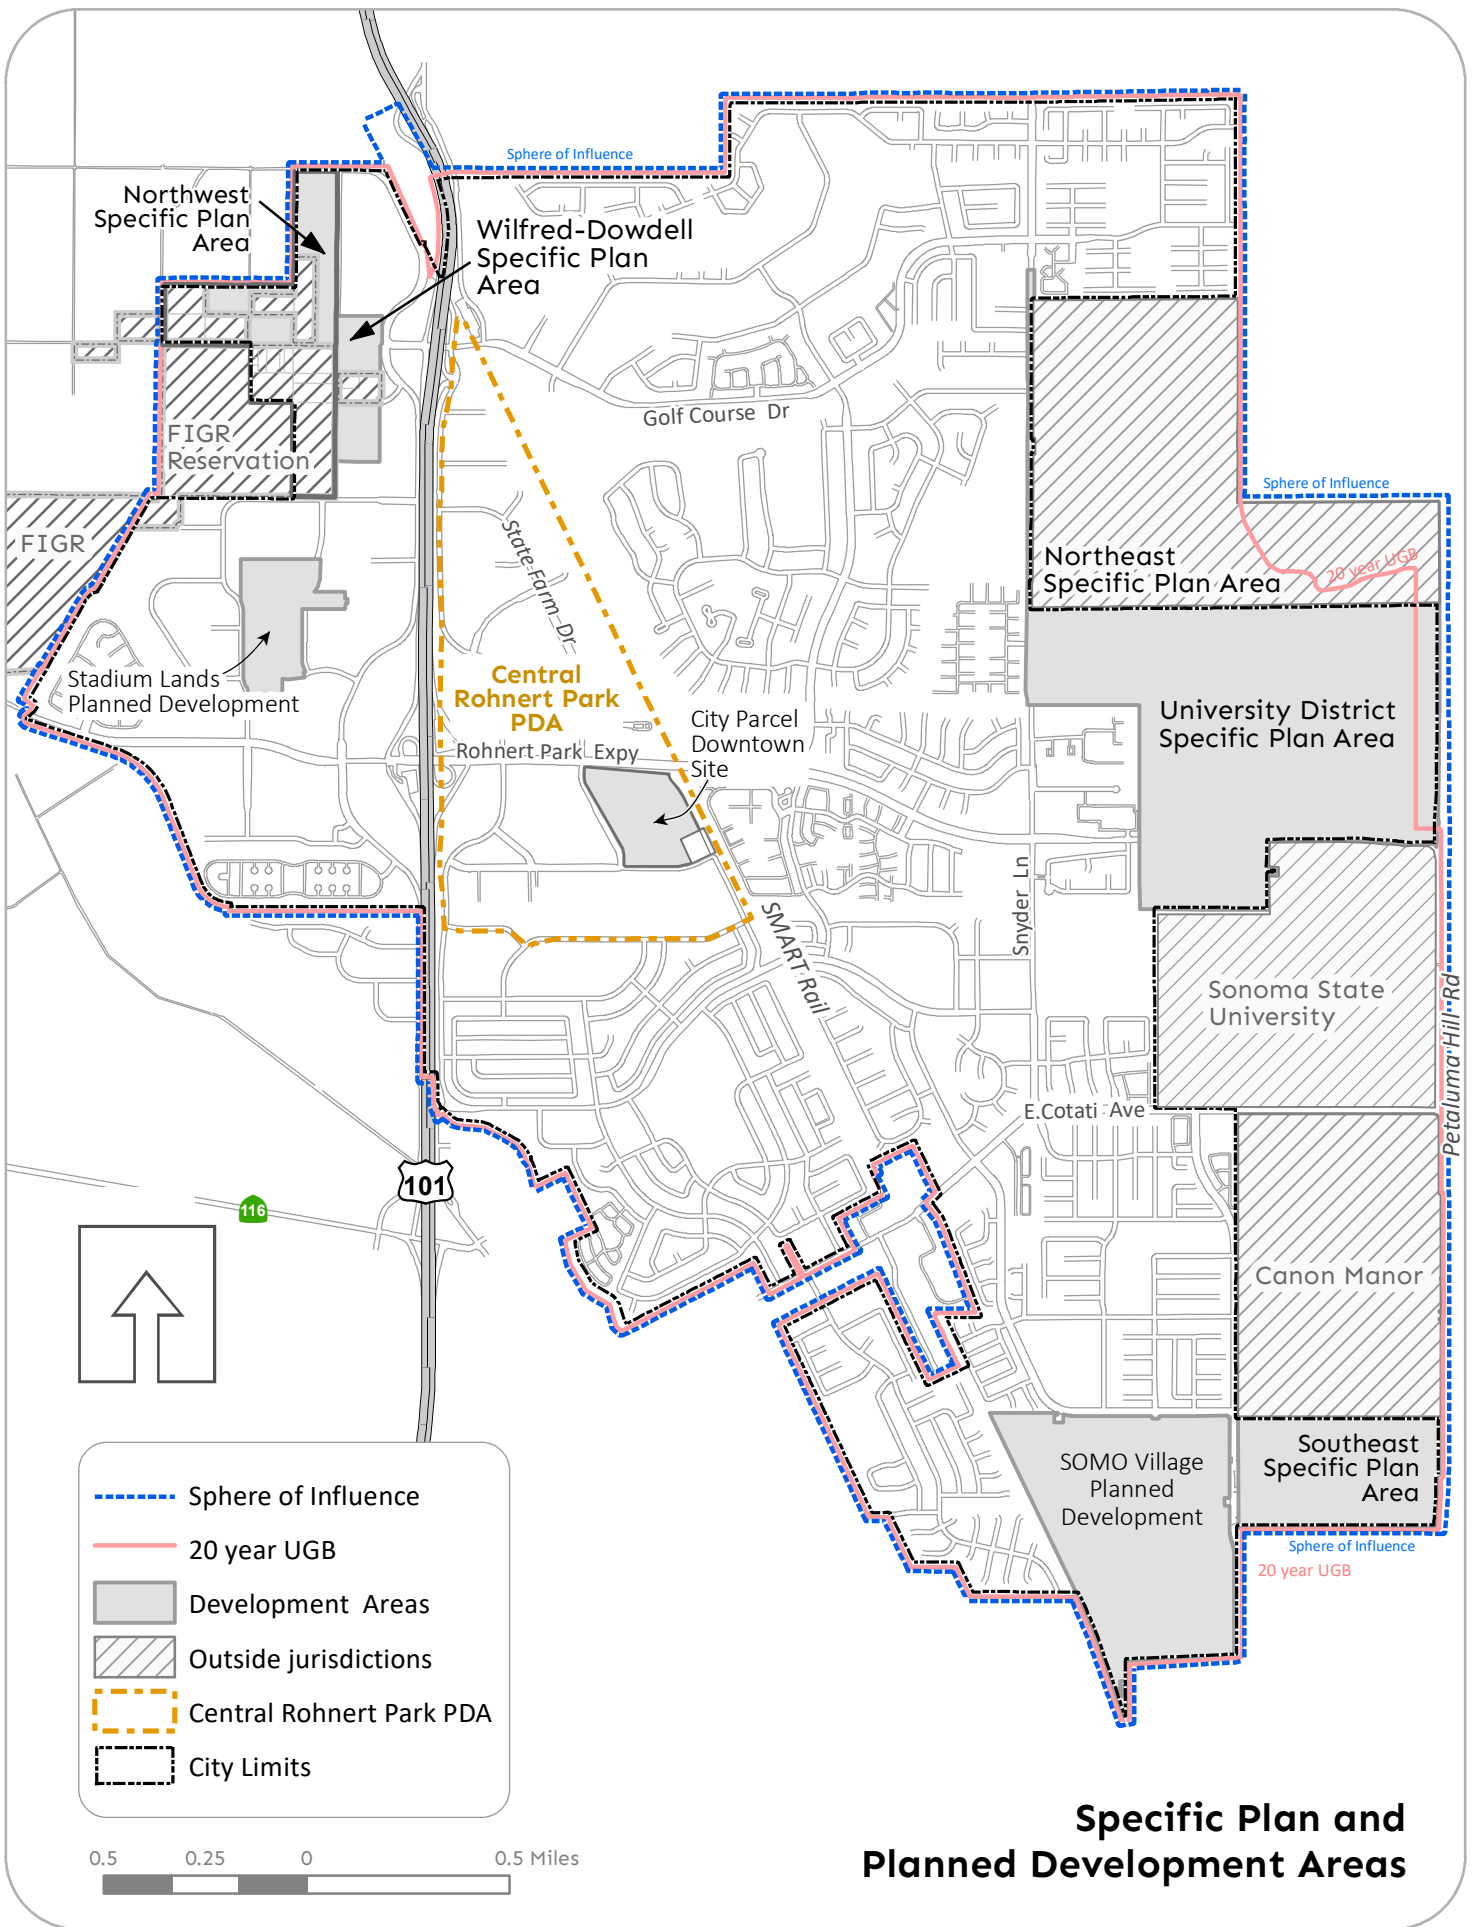 Sphere of Influence
Northwest
Specific Plan
Area
Wilfred-Dowdell
Specific Plan
Area
Golf Course Dr
FIGR
Reservation
Sphere of Influence
State Farm Dr
FIGR
Northeast
Specific Plan Area
20 year UGB
Stadium Lands
Planned Development
Central
Rohnert Park
PDA
City Parcel
Downtown
Site
University District
Specific Plan Area
Rohnert Park Expy
Snyder Ln
SMART Rail
Sonoma State
University
Petaluma Hill Rd
E.Cotati Ave
101
116
Canon Manor
Southeast
Specific Plan
Area
SOMO Village
Planned
Development
Sphere of Influence
20 year UGB
Sphere of Influence
20 year UGB
Development Areas
Outside jurisdictions
Central Rohnert Park PDA
City Limits
Specific Plan and
Planned Development Areas
0.5 0.25 0 0.5 Miles